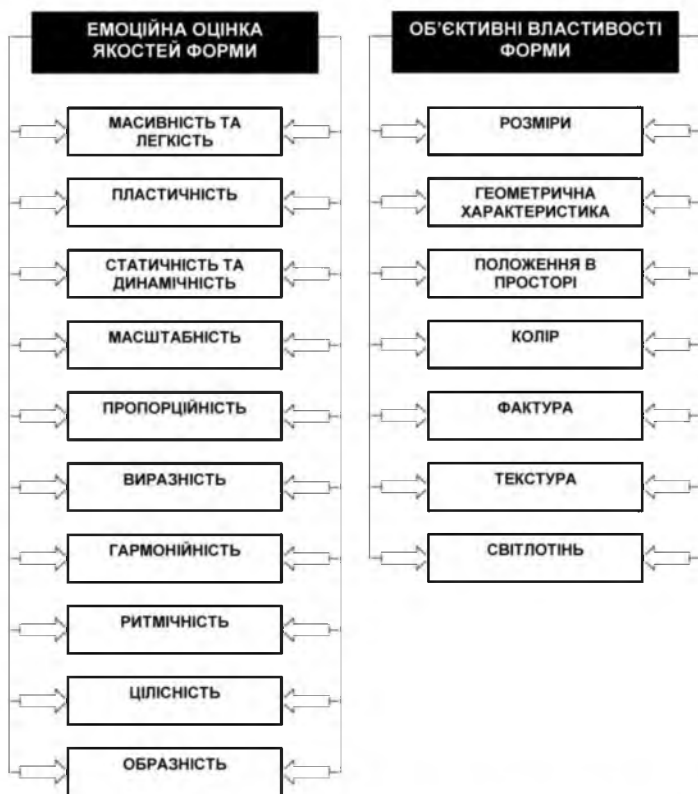 ЕМОЦІЙНА ОЦІНКА
ЯКОСТЕЙ ФОРМИ
МАСИВНІСТЬ ТА
ЛЕГКІСТЬ
ПЛАСТИЧНІСТЬ
СТАТИЧНІСТЬ ТА
ДИНАМІЧНІСТЬ
МАСШТАБНІСТЬ
ПРОПОРЦІЙНІСТЬ
ВИРАЗНІСТЬ
ГАРМОНІЙНІСТЬ
РИТМІЧНІСТЬ
ЦІЛІСНІСТЬ
ОБРАЗНІСТЬ
ОБ'ЄКТИВНІ ВЛАСТИВОСТІ
ФОРМИ
РОЗМІРИ
ГЕОМЕТРИЧНА
ХАРАКТЕРИСТИКА
ПОЛОЖЕННЯ В
ПРОСТОРІ
КОЛІР
ФАКТУРА
ТЕКСТУРА
СВІТЛОТІНЬ